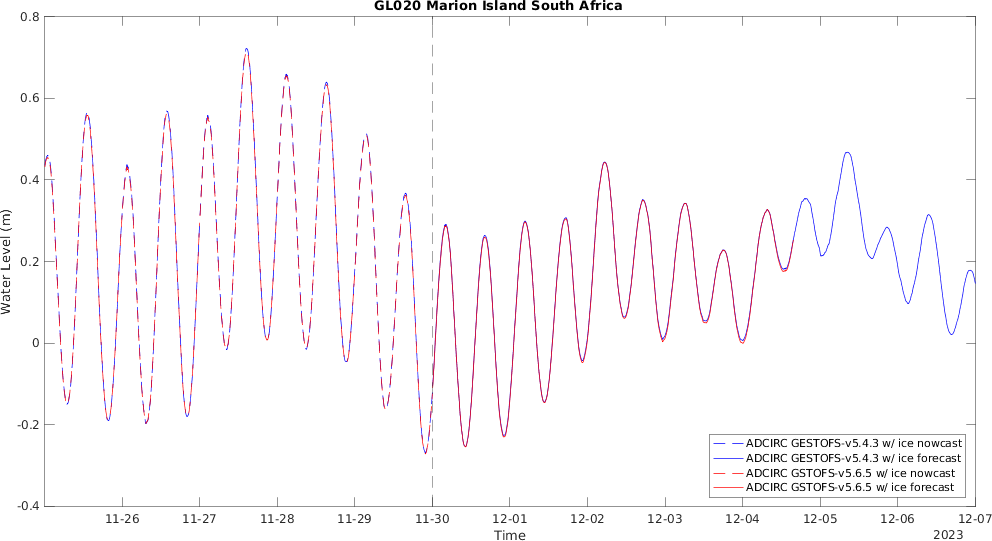 GL020 Marion Island South Africa
0.8
0.6
0.4
0.2
0
-0.2
-0.4
Water Level (m)
ADCIRC GESTOFS-v5.4.3 w/ ice nowcast
ADCIRC GESTOFS-v5.4.3 w/ ice forecast
ADCIRC GSTOFS-v5.6.5 w/ ice nowcast
ADCIRC GSTOFS-v5.6.5 w/ ice forecast
11-26 11-27 11-28 11-29 11-30 12-01 12-02 12-03 12-04 12-05 12-06 12-07
Time
2023